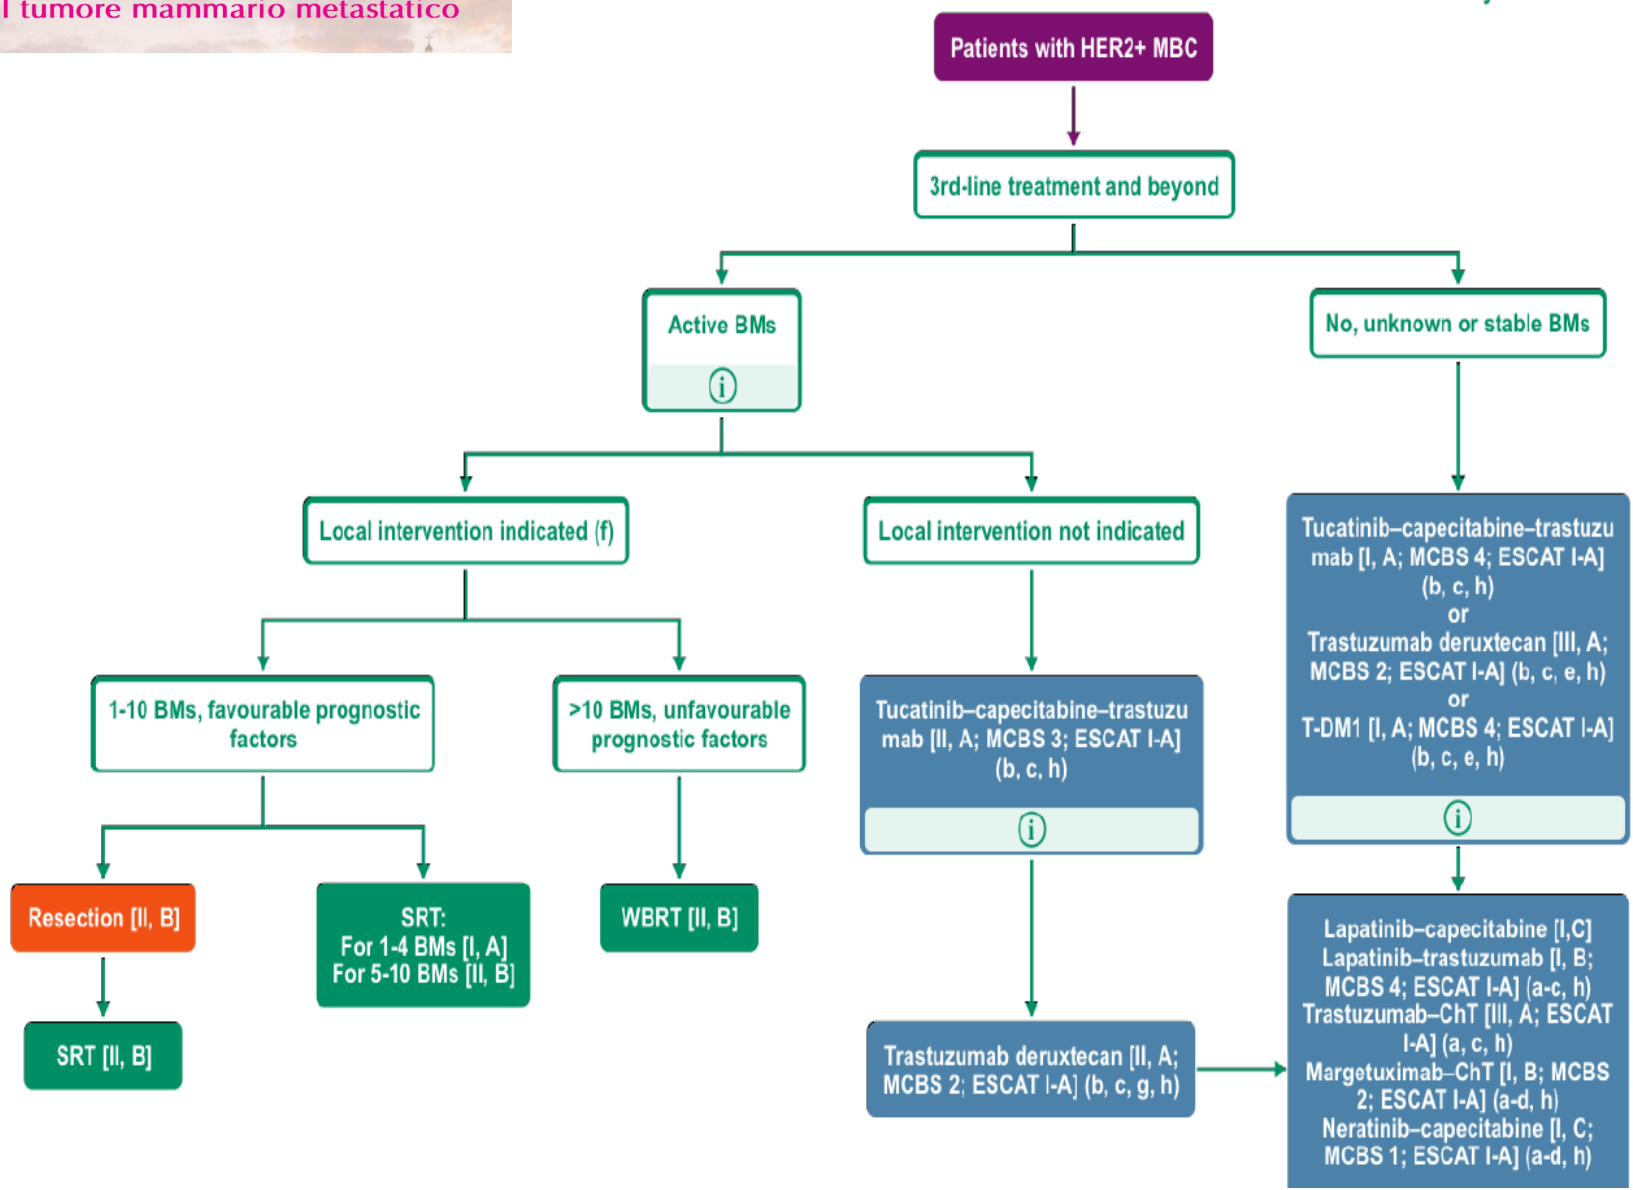 l tumore mammario metastatico
Patients with HER2+ MBC
3rd-line treatment and beyond
Active BMs
i
No, unknown or stable BMs
Local intervention indicated (f)
Local intervention not indicated
1-10 BMs, favourable prognostic
factors
>10 BMs, unfavourable
prognostic factors
Resection [II, B]
SRT [II, B]
SRT:
For 1-4 BMs [I, A]
For 5-10 BMs [II, B]
WBRT [II, B]
Tucatinib–capecitabine–trastuzu
mab [II, A; MCBS 3; ESCAT I-A]
(b, c, h)
i
Trastuzumab deruxtecan [II, A;
MCBS 2; ESCAT I-A] (b, c, g, h)
Tucatinib–capecitabine–trastuzu
mab [I, A; MCBS 4; ESCAT I-A]
(b, c, h)
or
Trastuzumab deruxtecan [III, A;
MCBS 2; ESCAT I-A] (b, c, e, h)
or
T-DM1 [I, A; MCBS 4; ESCAT I-A]
(b, c, e, h)
i
Lapatinib–capecitabine [I,C]
Lapatinib–trastuzumab [I, B;
MCBS 4; ESCAT I-A] (a-c, h)
Trastuzumab–ChT [III, A; ESCAT
I-A] (a, c, h)
Margetuximab–ChT [I, B; MCBS
2; ESCAT I-A] (a-d, h)
Neratinib–capecitabine [I, C;
MCBS 1; ESCAT I-A] (a-d, h)